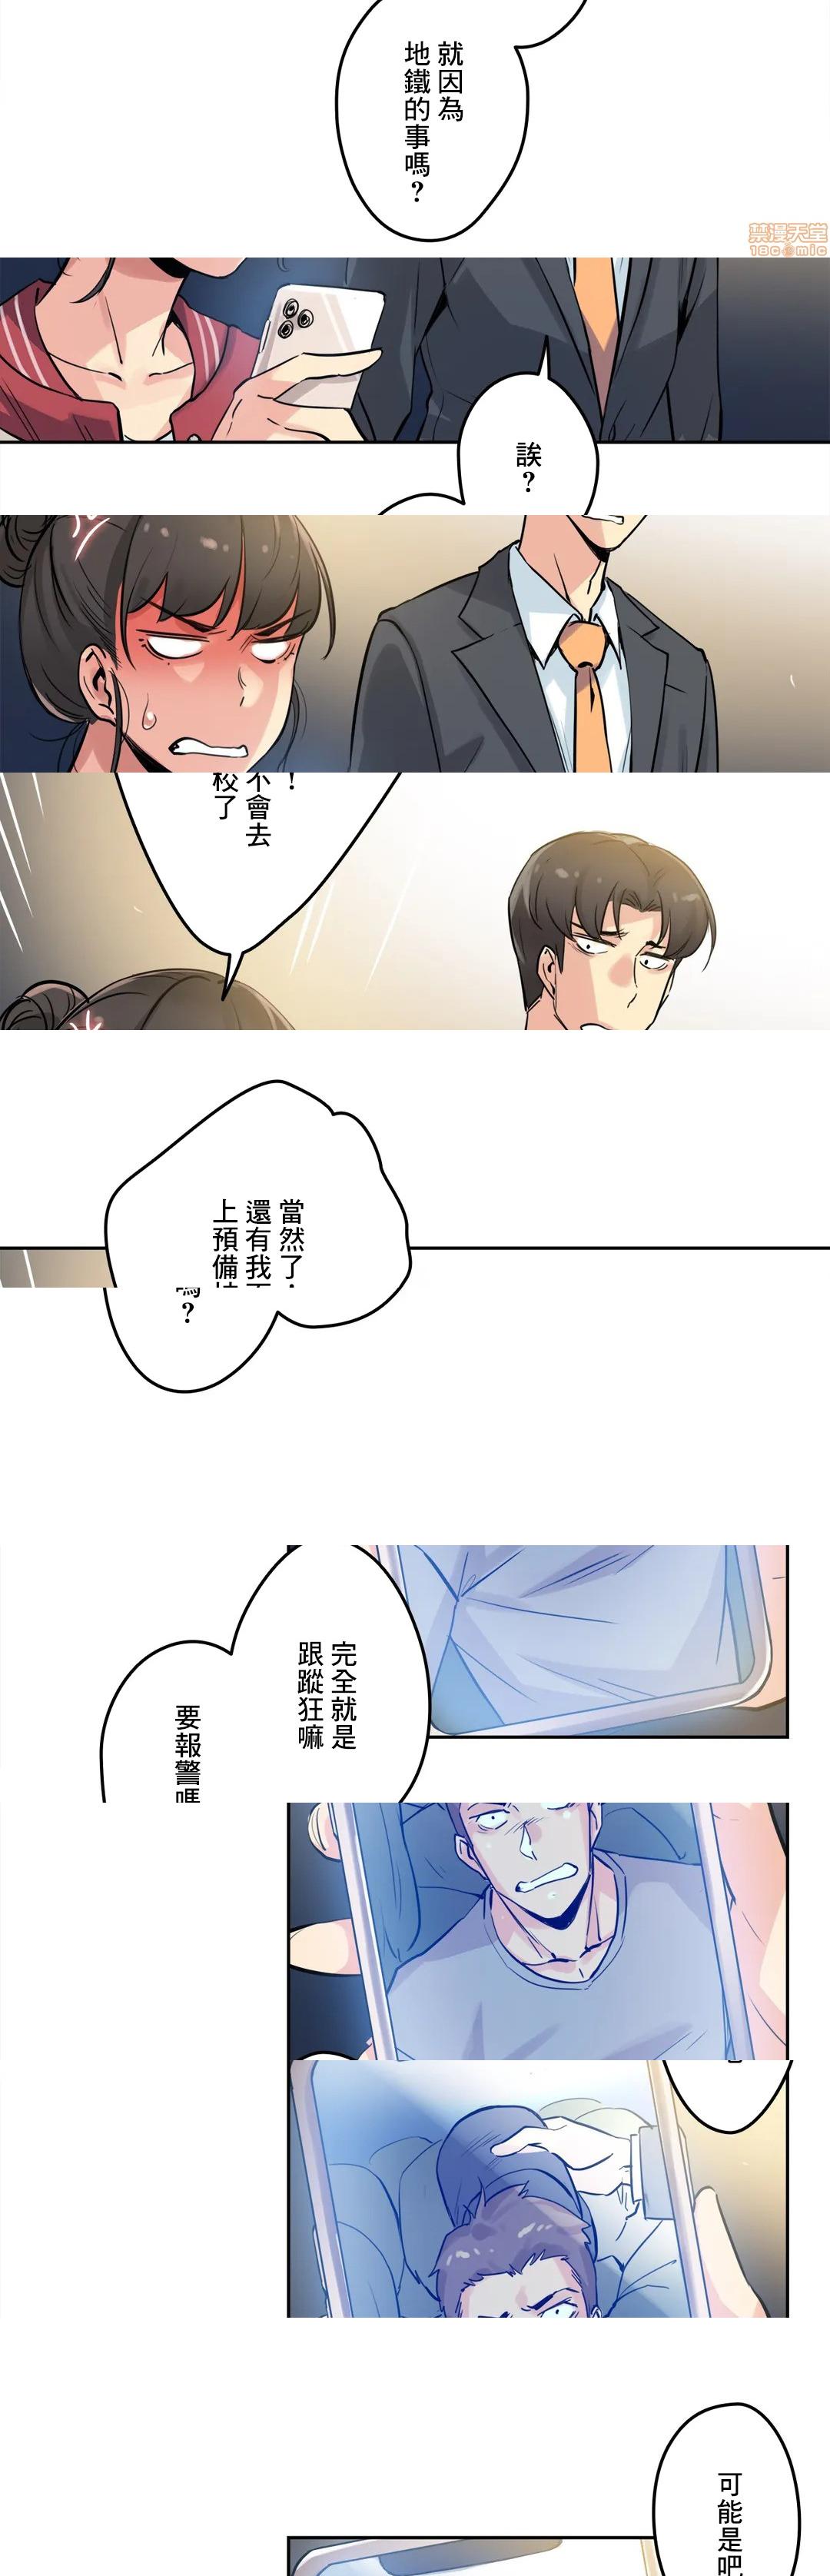 就因為
地鐵的事嗎？
禁漫天堂
18comic
誒？
不會去
校了
當然了
還有我
上預備
嗎？
完全就是
跟蹤狂嘛
要報警嗎
可能是吧